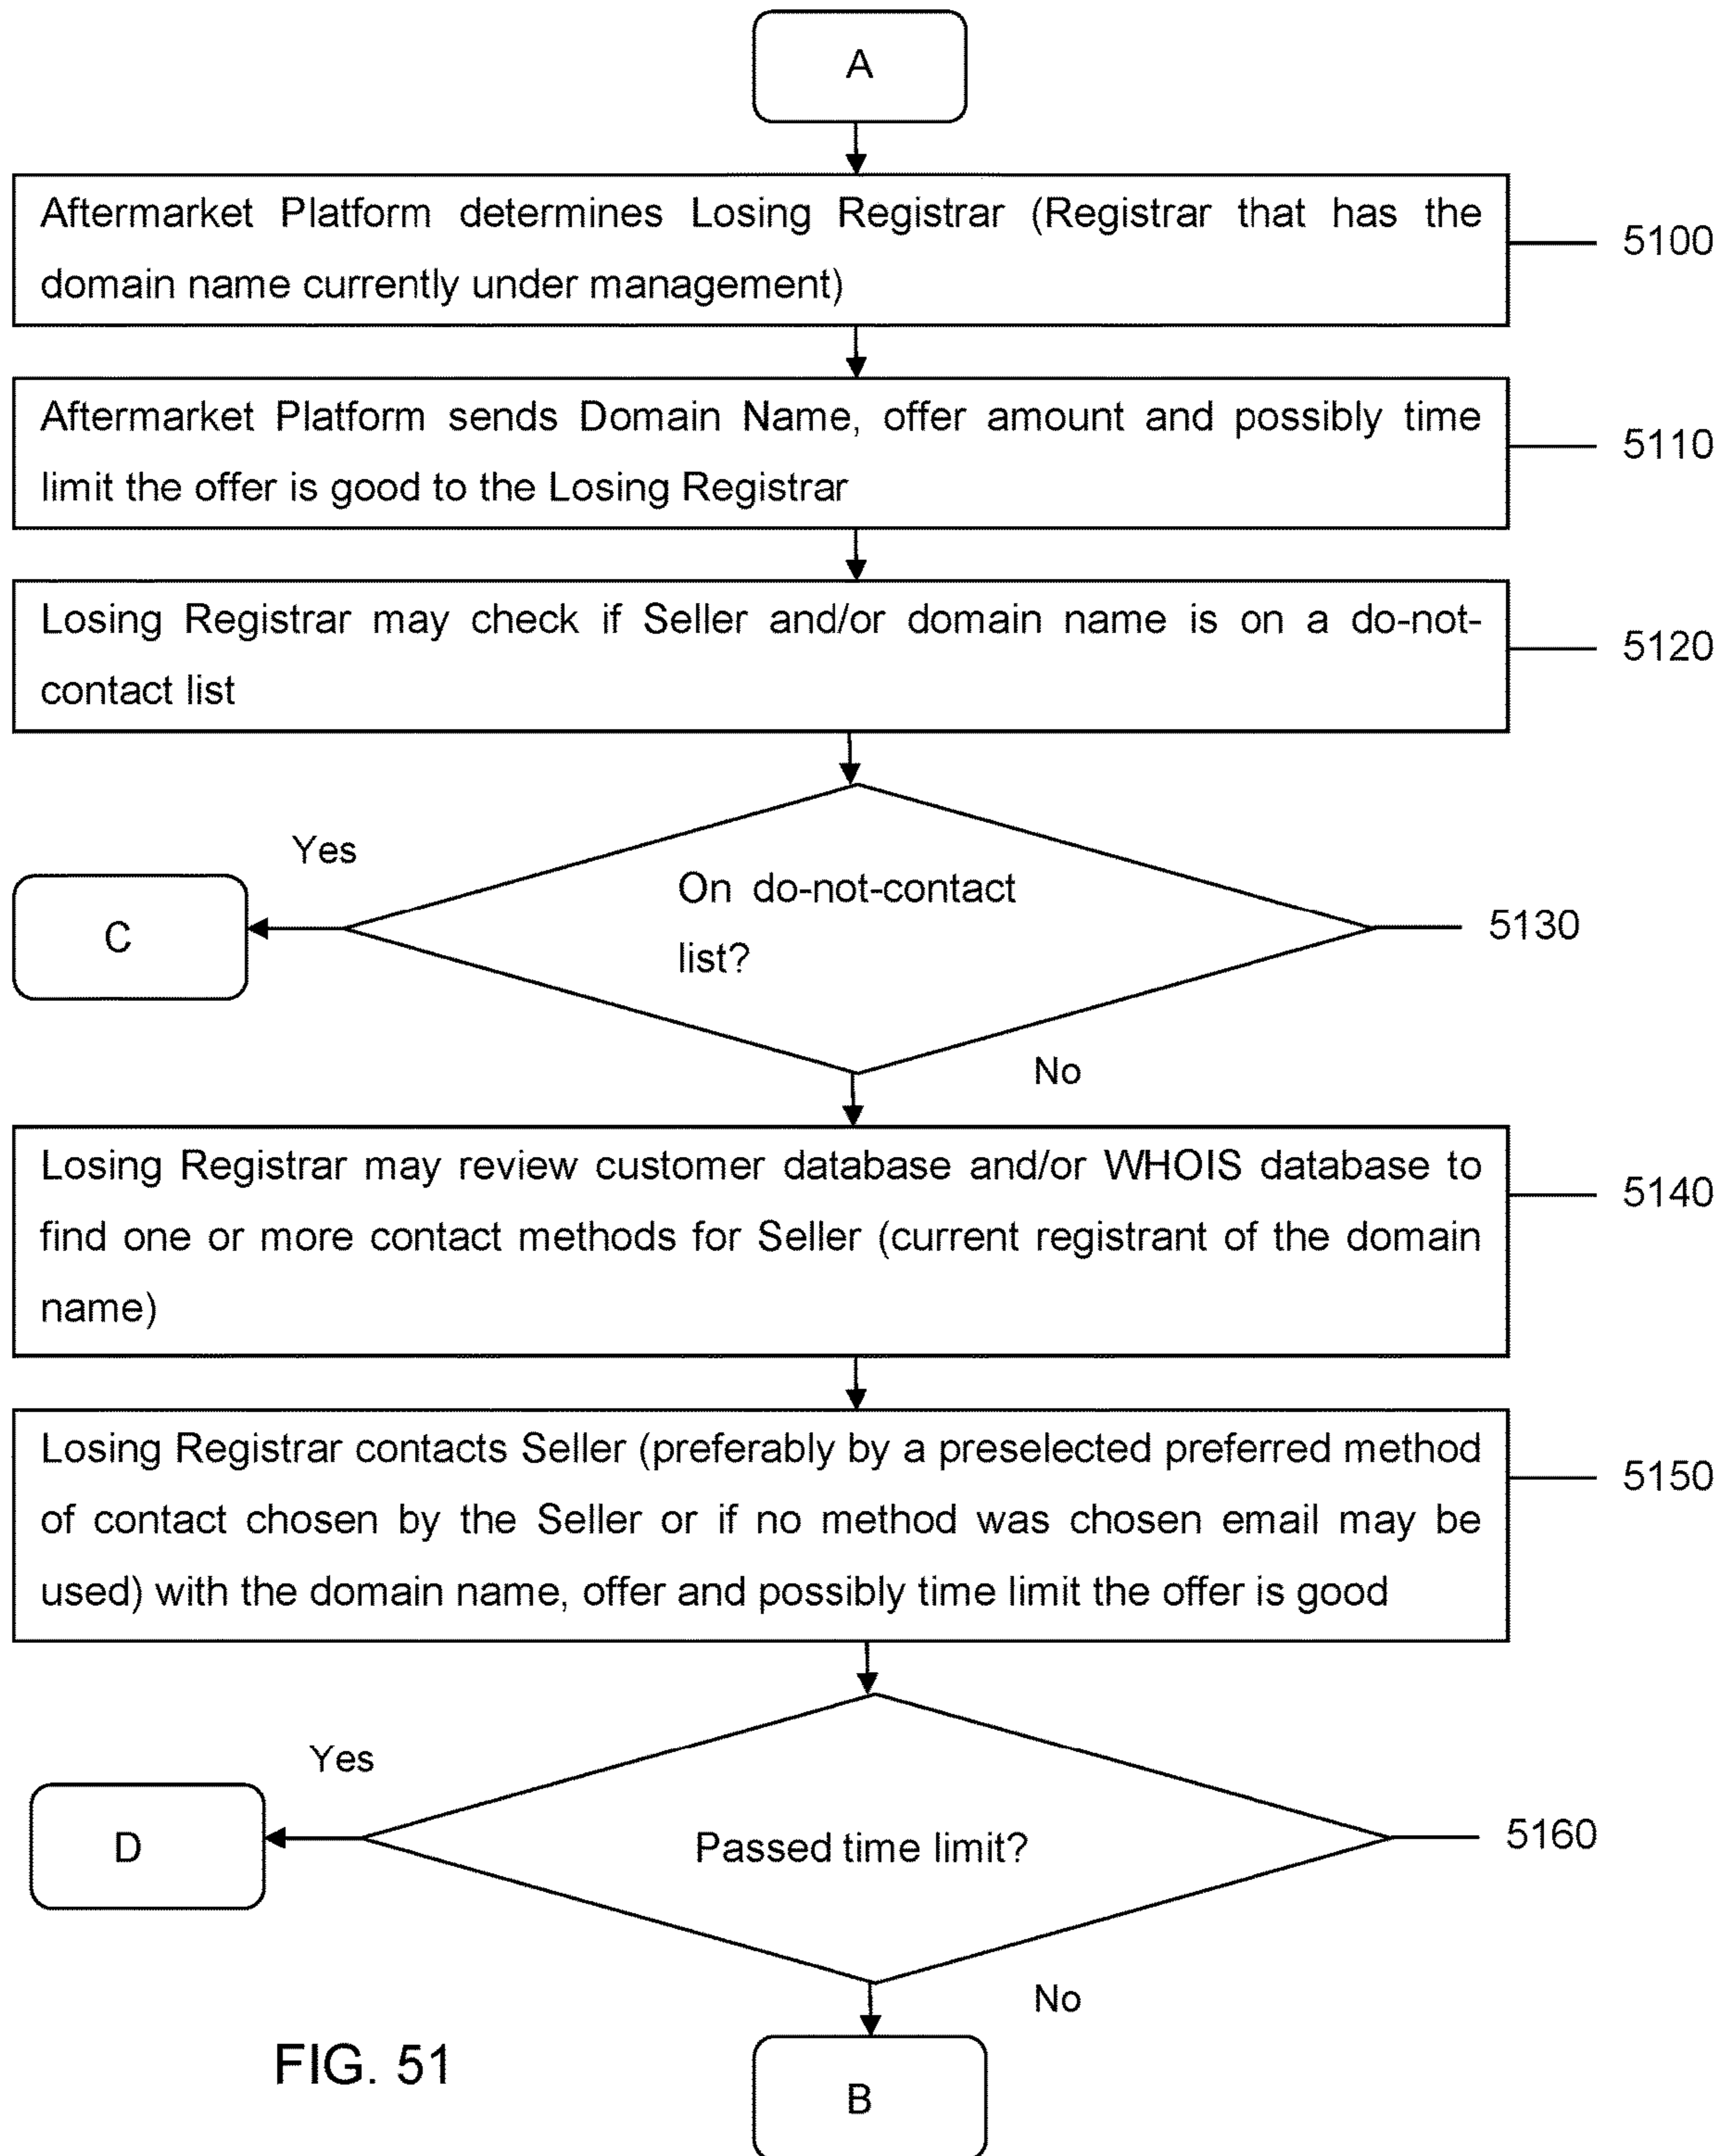 A
Aftermarket Platform determines Losing Registrar (Registrar that has the
domain name currently under management)
5100
Aftermarket Platform sends Domain Name, offer amount and possibly time
limit the offer is good to the Losing Registrar
5110
Losing Registrar may check if Seller and/or domain name is on a do-not-
contact list
5120
Yes
On do-not-contact
list?
C
5130
No
Losing Registrar may review customer database and/or WHOIS database to
find one or more contact methods for Seller (current registrant of the domain
name)
5140
Losing Registrar contacts Seller (preferably by a preselected preferred method
of contact chosen by the Seller or if no method was chosen email may be
used) with the domain name, offer and possibly time limit the offer is good
5150
Yes
D
Passed time limit?
5160
No
FIG. 51
B